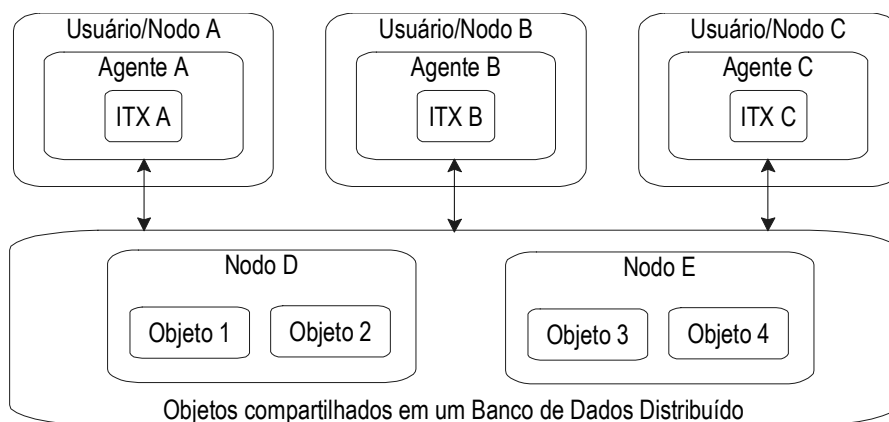 Usuário/Nodo A
Usuário/Nodo B
Usuário/Nodo C
Agente A
Agente B
Agente C
ITX A
ITX B
ITX C
Nodo D
Nodo E
Objeto 1
Objeto 2
Objeto 3
Objeto 4
Objetos compartilhados em um Banco de Dados Distribuído